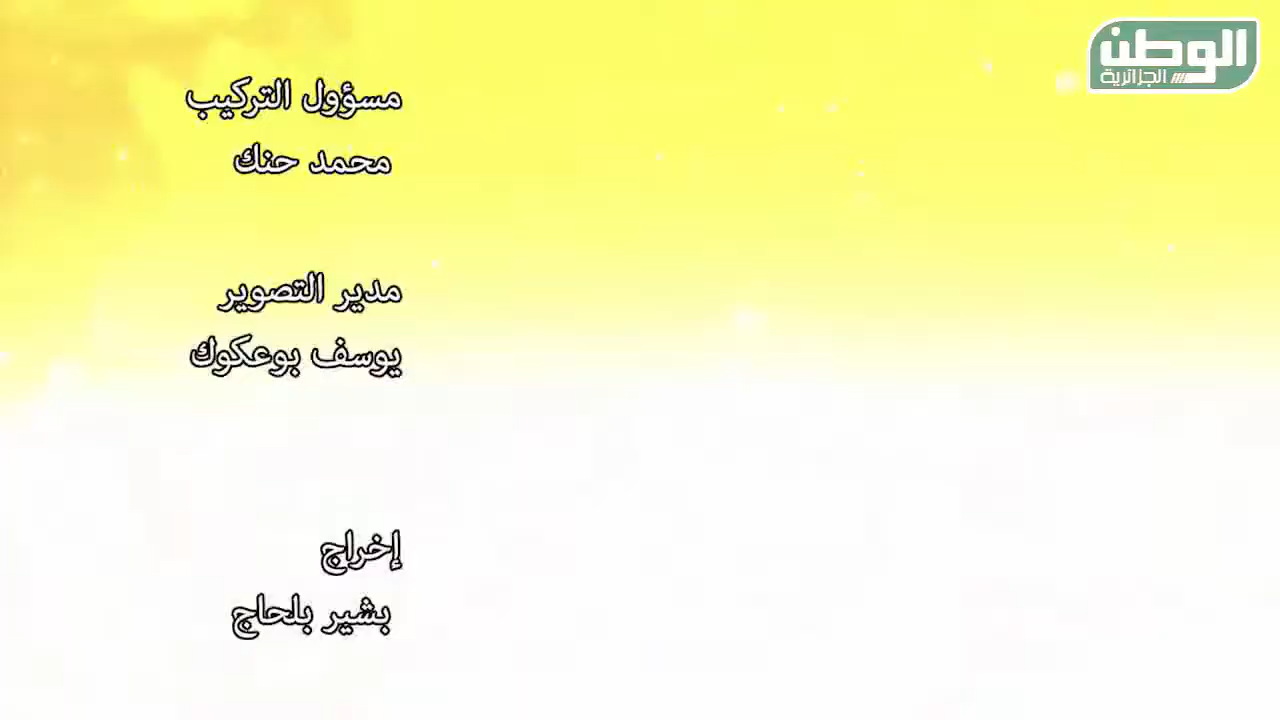 الوطن
الجزائرية
مسؤول التركيب
محمد حنك
مدير التصوير
يوسف بوعكوك
إخراج
بشير بلحاج